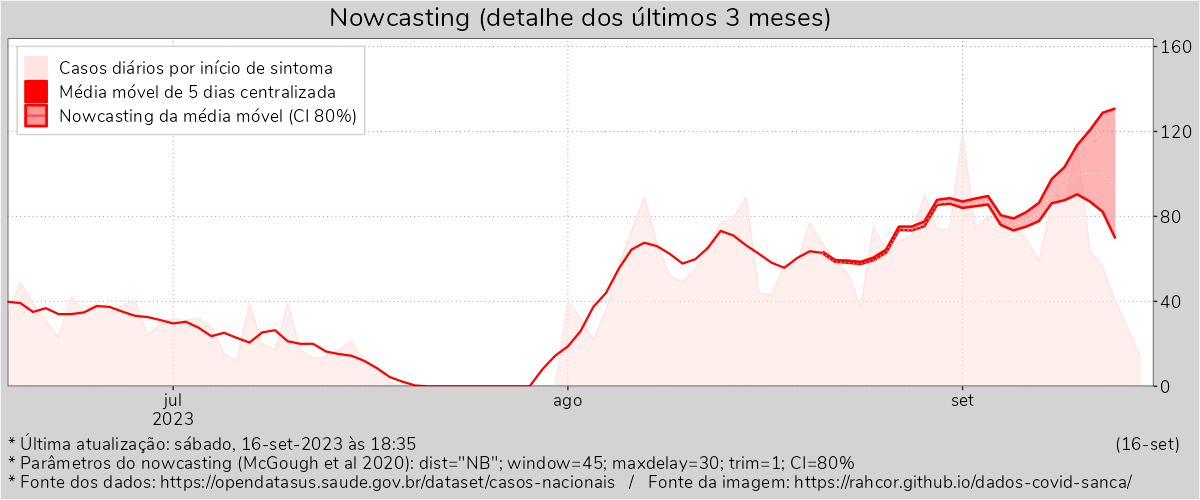 Nowcasting (detalhe dos últimos 3 meses)
Casos diários por início de sintoma
Média móvel de 5 dias centralizada
Nowcasting da média móvel (CI 80%)
160
120
80
40
0
jul
2023
ago
set
* Última atualização: sábado, 16-set-2023 às 18:35
(16-set)
* Parâmetros do nowcasting (McGough et al 2020): dist="NB"; window=45; maxdelay=30; trim=1; CI=80%
* Fonte dos dados: https://opendatasus.saude.gov.br/dataset/casos-nacionais / Fonte da imagem: https://rahcor.github.io/dados-covid-sanca/